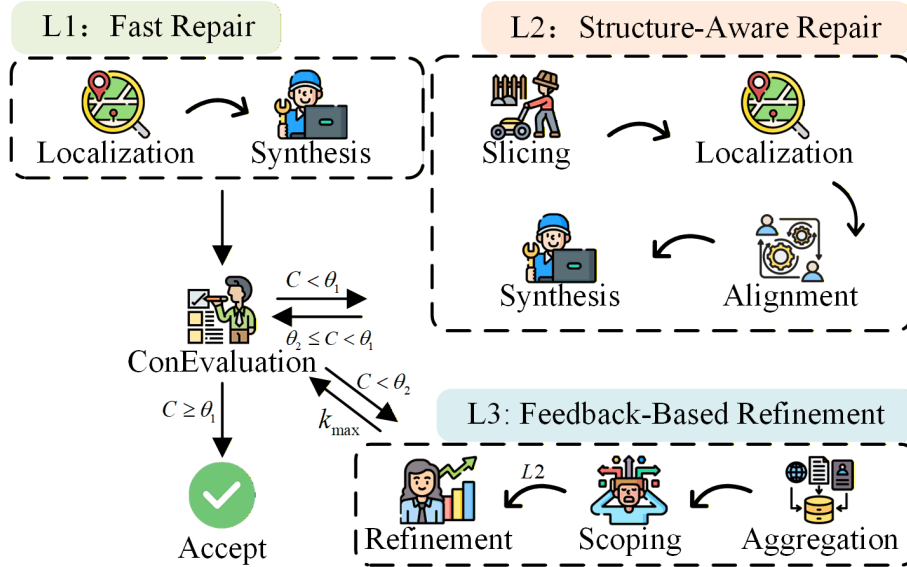 L1：Fast Repair
Localization
Synthesis
L2: Structure-Aware Repair
Slicing
Localization
Synthesis
Alignment
ConEvaluation
C < θ₁
θ₂ ≤ C < θ₁
C < θ₂
k_max
C ≥ θ₁
Accept
L3: Feedback-Based Refinement
L2
Refinement
Scoping
Aggregation